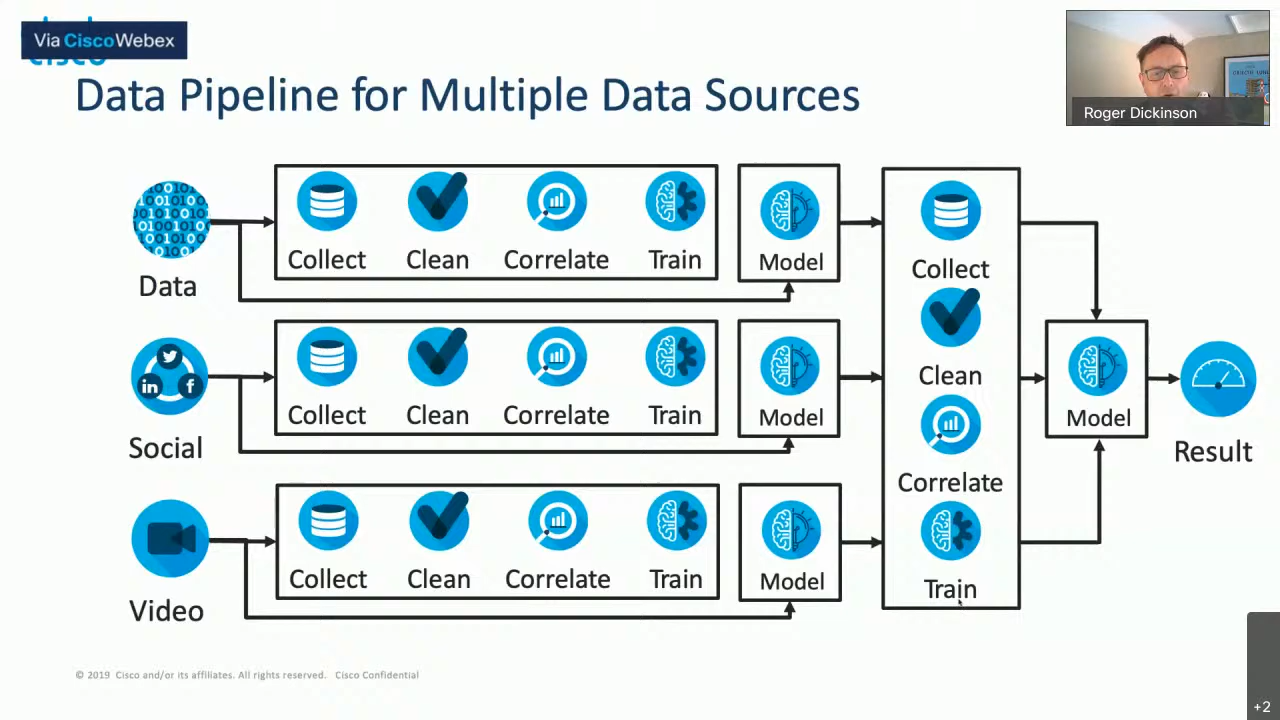 Via Cisco Webex
cisco
Data Pipeline for Multiple Data Sources
Roger Dickinson
Data
Collect Clean Correlate Train
Model
Social
in f
Collect Clean Correlate Train
Model
Video
Collect Clean Correlate Train
Model
Collect
Clean
Correlate
Train
Model
Result
© 2019 Cisco and/or its affiliates. All rights reserved. Cisco Confidential
+2